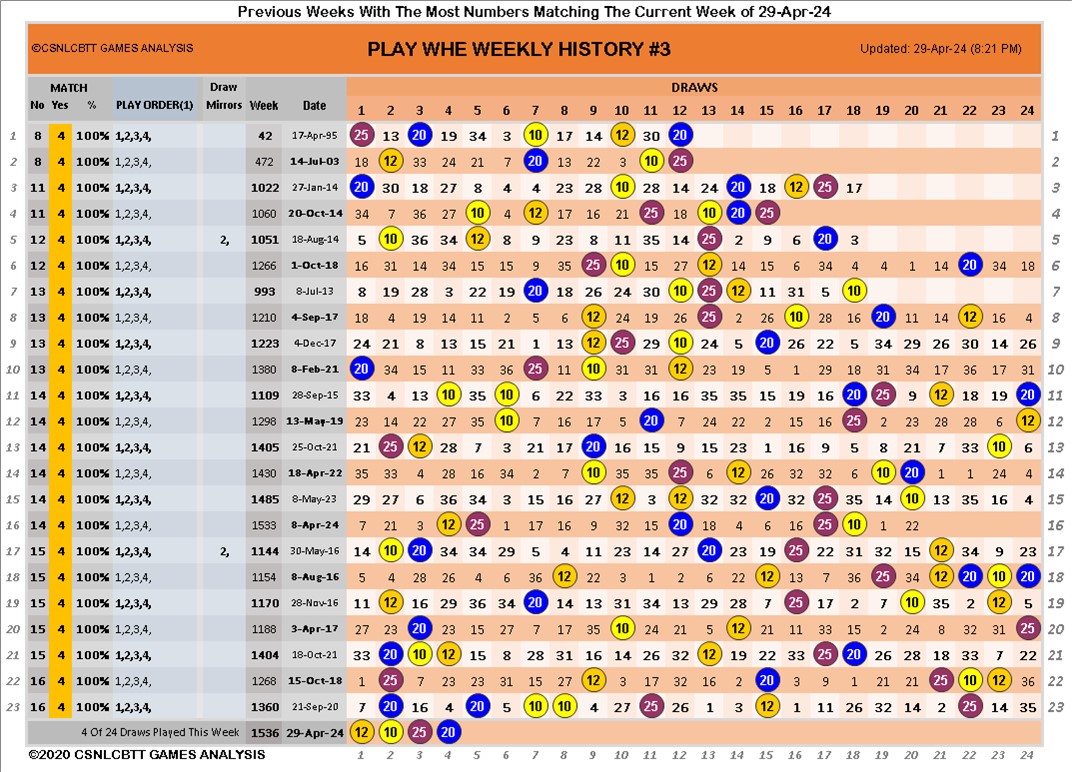 Previous Weeks With The Most Numbers Matching The Current Week of 29-Apr-24
©CSNLCBTT GAMES ANALYSIS PLAY WHE WEEKLY HISTORY #3 Updated: 29-Apr-24 (8:21 PM)
MATCH Draw DRAWS
No Yes % PLAY ORDER(1) Mirrors Week Date 1 2 3 4 5 6 7 8 9 10 11 12 13 14 15 16 17 18 19 20 21 22 23 24
1 8 4 100% 1,2,3,4, 42 17-Apr-95 25 13 20 19 34 3 10 17 14 12 30 20 1
2 8 4 100% 1,2,3,4, 472 14-Jul-03 18 12 33 24 21 7 20 13 22 3 10 25 2
3 11 4 100% 1,2,3,4, 1022 27-Jan-14 20 30 18 27 8 4 4 23 28 10 28 14 24 20 18 12 25 17 3
4 11 4 100% 1,2,3,4, 1060 20-Oct-14 34 7 36 27 10 4 12 17 16 21 25 18 10 20 25 4
5 12 4 100% 1,2,3,4, 2, 1051 18-Aug-14 5 10 36 34 12 8 9 23 8 11 35 14 25 2 9 6 20 3 5
6 12 4 100% 1,2,3,4, 1266 1-Oct-18 16 31 14 34 15 15 9 35 25 10 15 27 12 14 15 6 34 4 4 1 14 20 34 18 6
7 13 4 100% 1,2,3,4, 993 8-Jul-13 8 19 28 3 22 19 20 18 26 24 30 10 25 12 11 31 5 10 7
8 13 4 100% 1,2,3,4, 1210 4-Sep-17 18 4 19 14 11 2 5 6 12 24 19 26 25 2 26 10 28 16 20 11 8 12 16 4 8
9 13 4 100% 1,2,3,4, 1223 4-Dec-17 24 21 8 13 15 21 1 13 12 25 29 10 24 5 20 26 22 5 34 29 26 30 14 26 9
10 13 4 100% 1,2,3,4, 1380 8-Feb-21 20 34 15 11 33 36 25 11 10 31 31 12 23 19 5 1 29 18 31 34 17 36 17 31 10
11 14 4 100% 1,2,3,4, 1109 28-Sep-15 33 4 13 10 35 10 6 22 33 3 16 16 7 35 35 19 16 20 25 9 12 18 19 20 11
12 14 4 100% 1,2,3,4, 1298 13-May-19 23 14 22 27 35 10 7 16 17 5 20 11 1 36 15 18 16 25 2 23 28 28 6 12 12
13 14 4 100% 1,2,3,4, 1405 25-Oct-21 21 25 12 28 7 3 21 17 20 16 15 9 15 23 1 16 9 5 8 21 7 33 10 6 13
14 14 4 100% 1,2,3,4, 1430 18-Apr-22 35 33 4 28 16 34 2 7 10 35 35 25 6 12 26 32 32 6 10 20 1 1 24 4 14
15 14 4 100% 1,2,3,4, 1485 8-May-23 29 27 6 36 34 3 15 16 27 12 3 12 32 32 20 32 25 35 14 10 13 35 16 4 15
16 14 4 100% 1,2,3,4, 1533 8-Apr-24 7 21 3 12 25 1 17 16 9 32 15 20 18 4 6 16 25 10 1 22 16
17 15 4 100% 1,2,3,4, 2, 1144 30-May-16 14 10 20 34 34 29 5 4 11 23 14 27 20 23 19 25 22 31 32 15 12 34 9 23 17
18 15 4 100% 1,2,3,4, 1154 8-Aug-16 5 4 28 26 4 6 36 12 22 3 1 2 6 22 12 13 7 36 25 34 12 20 10 20 18
19 15 4 100% 1,2,3,4, 1170 28-Nov-16 11 12 16 29 36 34 20 14 13 31 34 13 29 28 7 25 17 2 7 10 35 2 12 5 19
20 15 4 100% 1,2,3,4, 1188 3-Apr-17 27 23 20 23 15 27 7 17 35 10 24 21 5 12 21 11 33 15 2 24 8 32 31 25 20
21 15 4 100% 1,2,3,4, 1404 18-Oct-21 33 20 10 12 15 8 28 31 16 14 26 32 12 19 22 33 25 20 26 28 18 33 7 22 21
22 16 4 100% 1,2,3,4, 1268 15-Oct-18 1 25 7 23 23 31 15 27 12 3 17 32 16 2 20 3 9 1 21 21 25 10 12 36 22
23 16 4 100% 1,2,3,4, 1360 21-Sep-20 7 20 16 4 20 5 10 10 4 27 25 26 1 3 12 1 11 26 32 14 2 25 14 35 23
4 Of 24 Draws Played This Week 1536 29-Apr-24 12 10 25 20
©2020 CSNLCBTT GAMES ANALYSIS 1 2 3 4 5 6 7 8 9 10 11 12 13 14 15 16 17 18 19 20 21 22 23 24